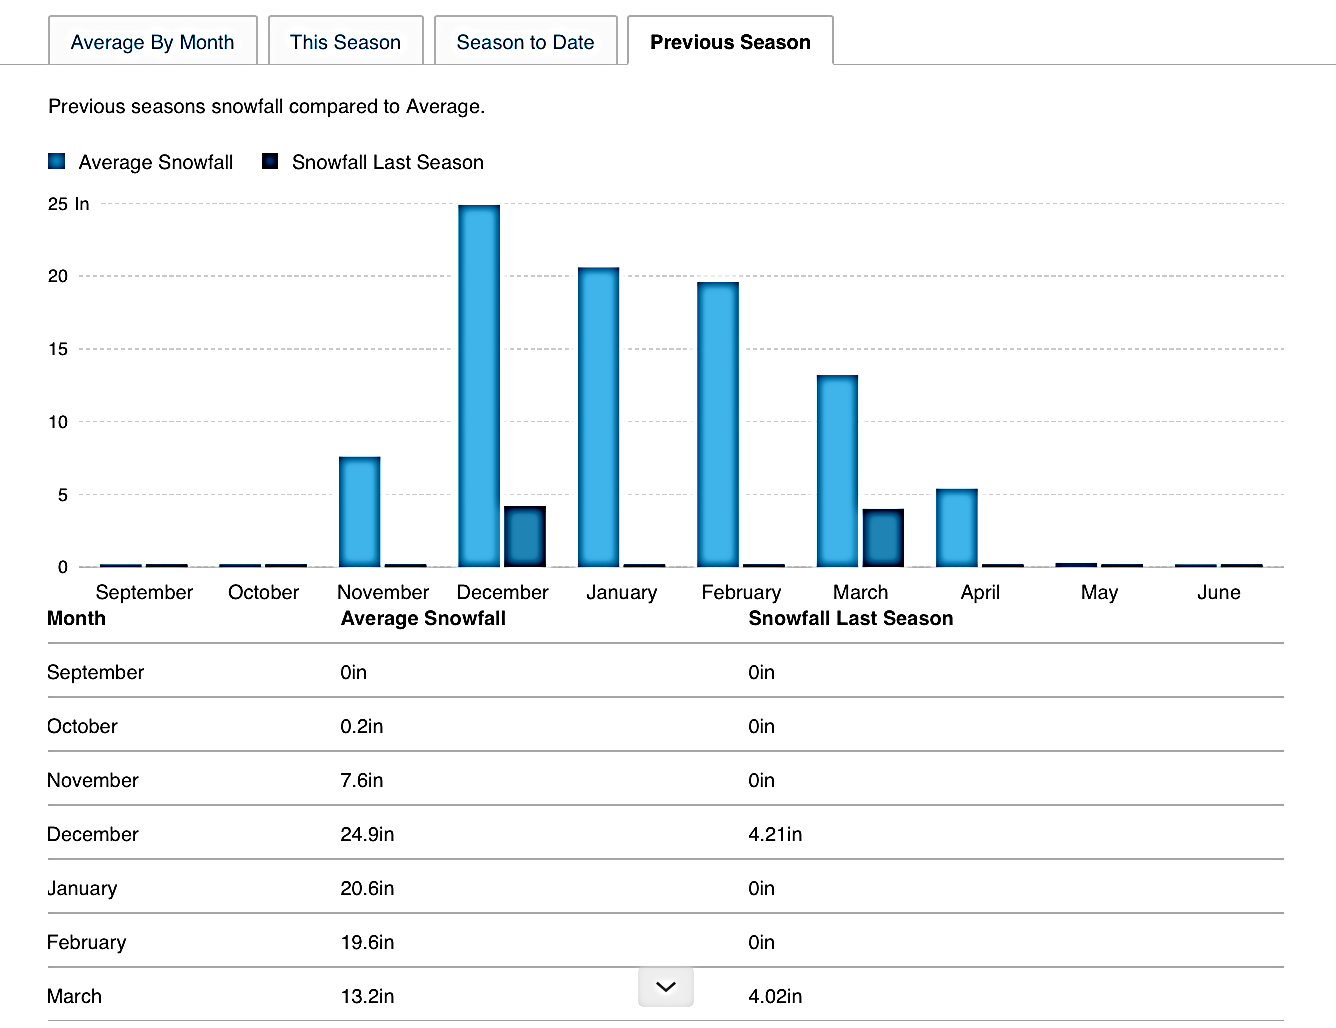 Average By Month This Season Season to Date Previous Season
Previous seasons snowfall compared to Average.
Average Snowfall Snowfall Last Season
25 In
20
15
10
5
0
September October November December January February March April May June
Month Average Snowfall Snowfall Last Season
September 0in 0in
October 0.2in 0in
November 7.6in 0in
December 24.9in 4.21in
January 20.6in 0in
February 19.6in 0in
March 13.2in 4.02in